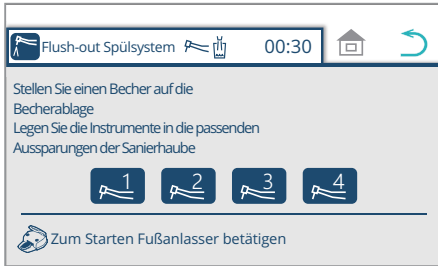 Flush-out Spülsystem 00:30
Stellen Sie einen Becher auf die
Becherablage
Legen Sie die Instrumente in die passenden
Aussparungen der Sanierhaube
1 2 3 4
Zum Starten Fußanlasser betätigen